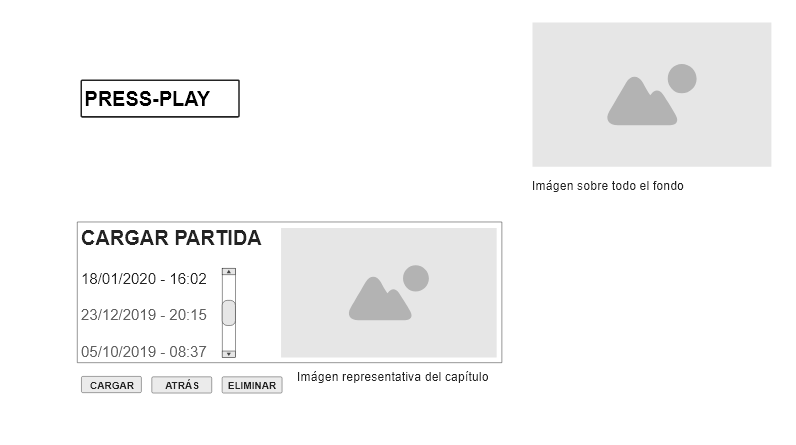 PRESS-PLAY
Imágen sobre todo el fondo
CARGAR PARTIDA
18/01/2020 - 16:02
23/12/2019 - 20:15
05/10/2019 - 08:37
CARGAR
ATRÁS
ELIMINAR
Imágen representativa del capítulo